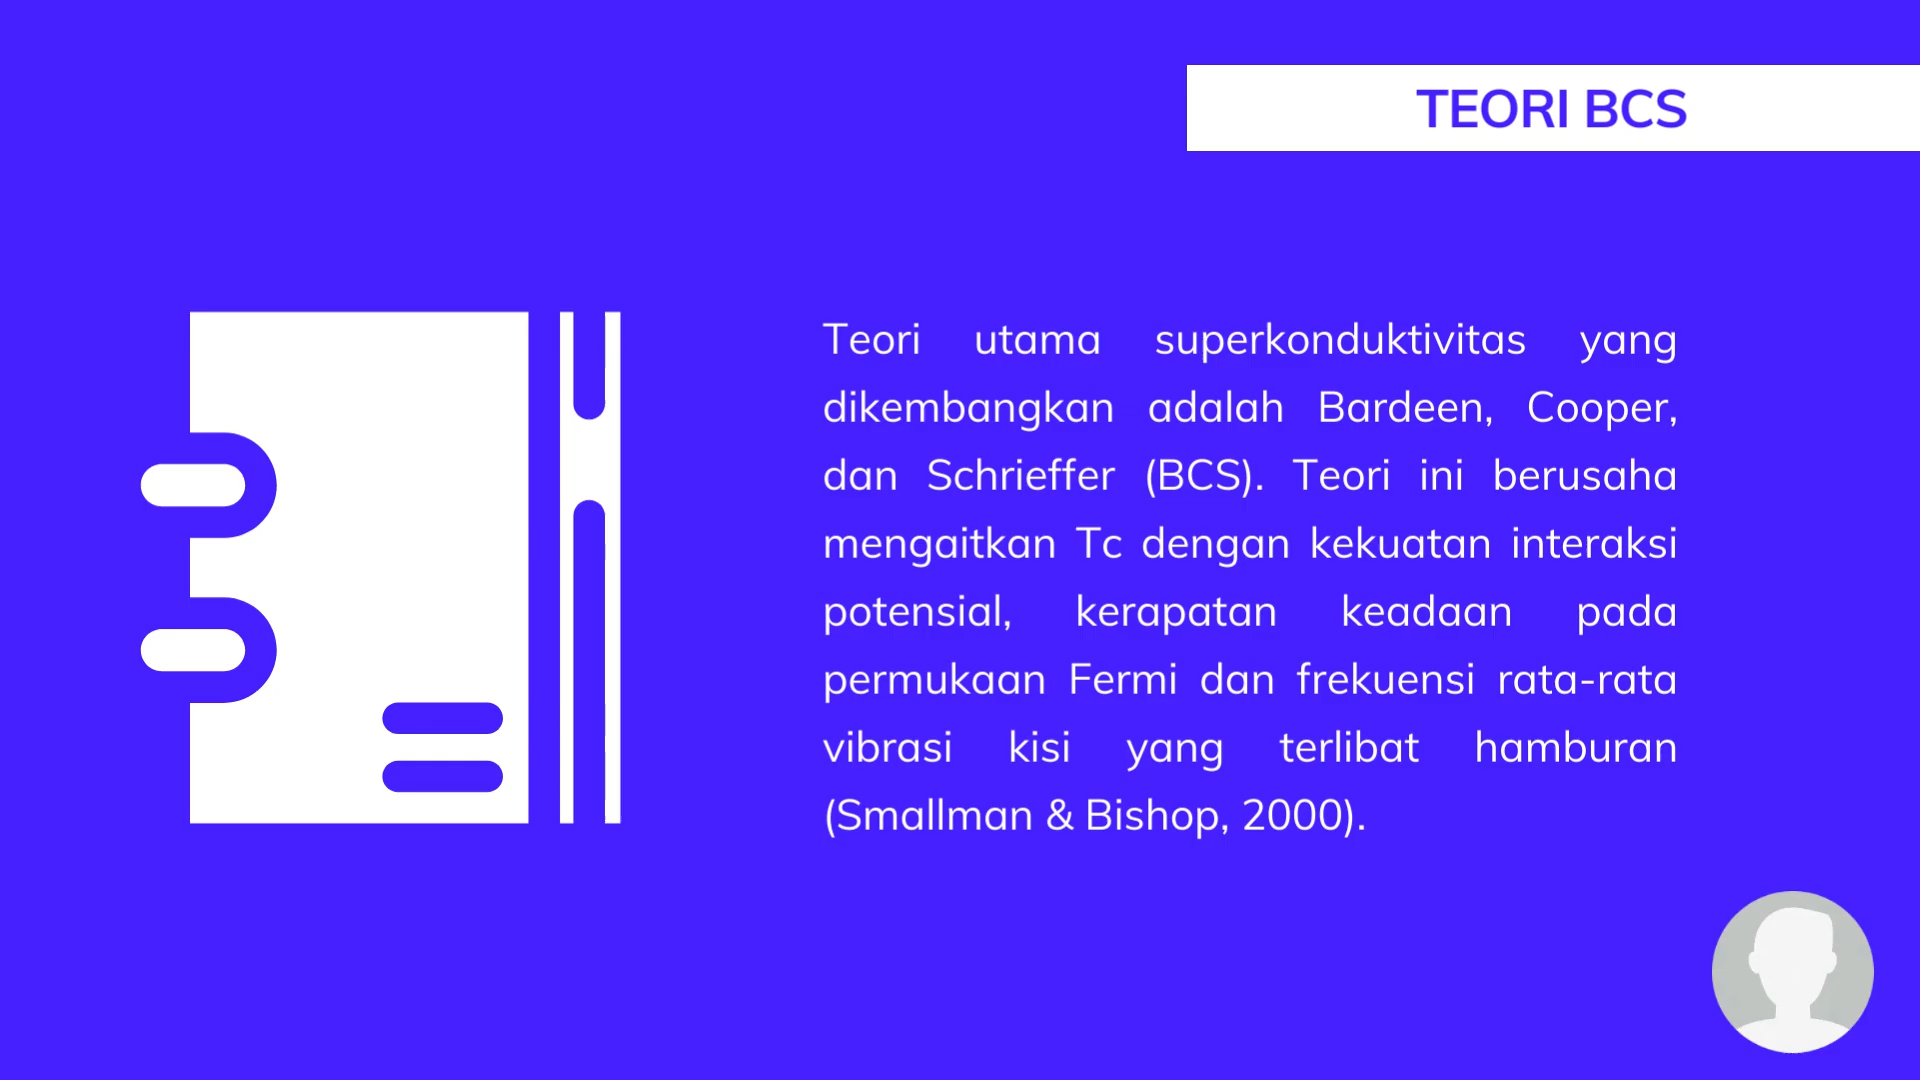 TEORI BCS
Teori utama superkonduktivitas yang
dikembangkan adalah Bardeen, Cooper,
dan Schrieffer (BCS). Teori ini berusaha
mengaitkan Tc dengan kekuatan interaksi
potensial, kerapatan keadaan pada
permukaan Fermi dan frekuensi rata-rata
vibrasi kisi yang terlibat hamburan
(Smallman & Bishop, 2000).